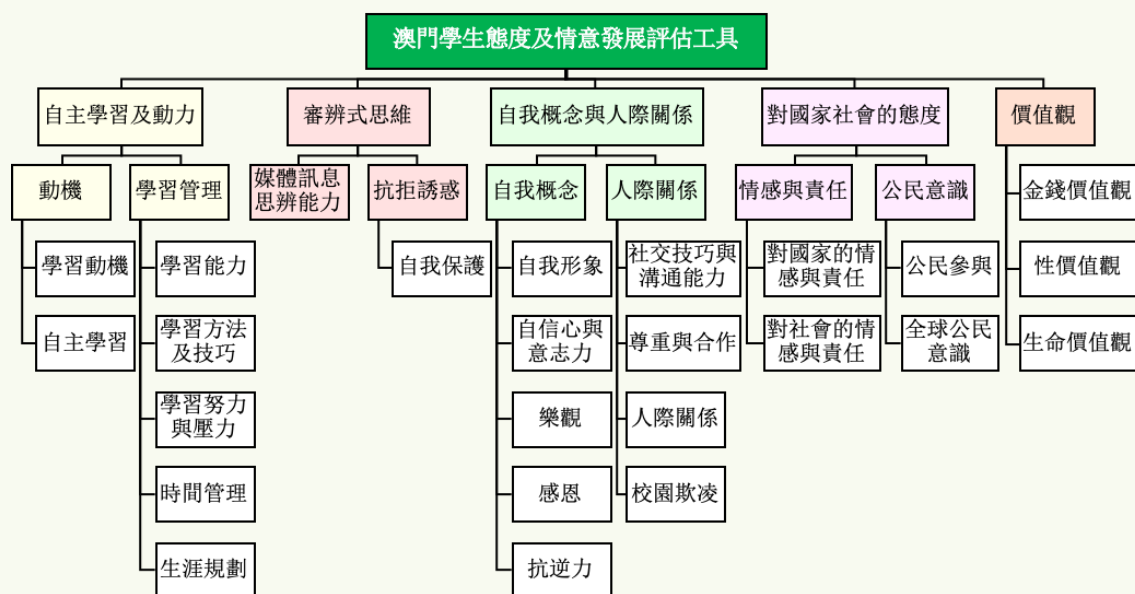 澳門學生態度及情意發展評估工具
自主學習及動力
審辨式思維
自我概念與人際關係
對國家社會的態度
價值觀
動機
學習管理
媒體訊息
思辨能力
抗拒誘惑
自我概念
人際關係
情感與責任
公民意識
金錢價值觀
學習動機
學習能力
自我保護
自我形象
社交技巧與
溝通能力
對國家的情
感與責任
公民參與
性價值觀
自主學習
學習方法
及技巧
自信心與
意志力
尊重與合作
對社會的情
感與責任
全球公民
意識
生命價值觀
學習努力
與壓力
樂觀
人際關係
時間管理
感恩
校園欺凌
生涯規劃
抗逆力